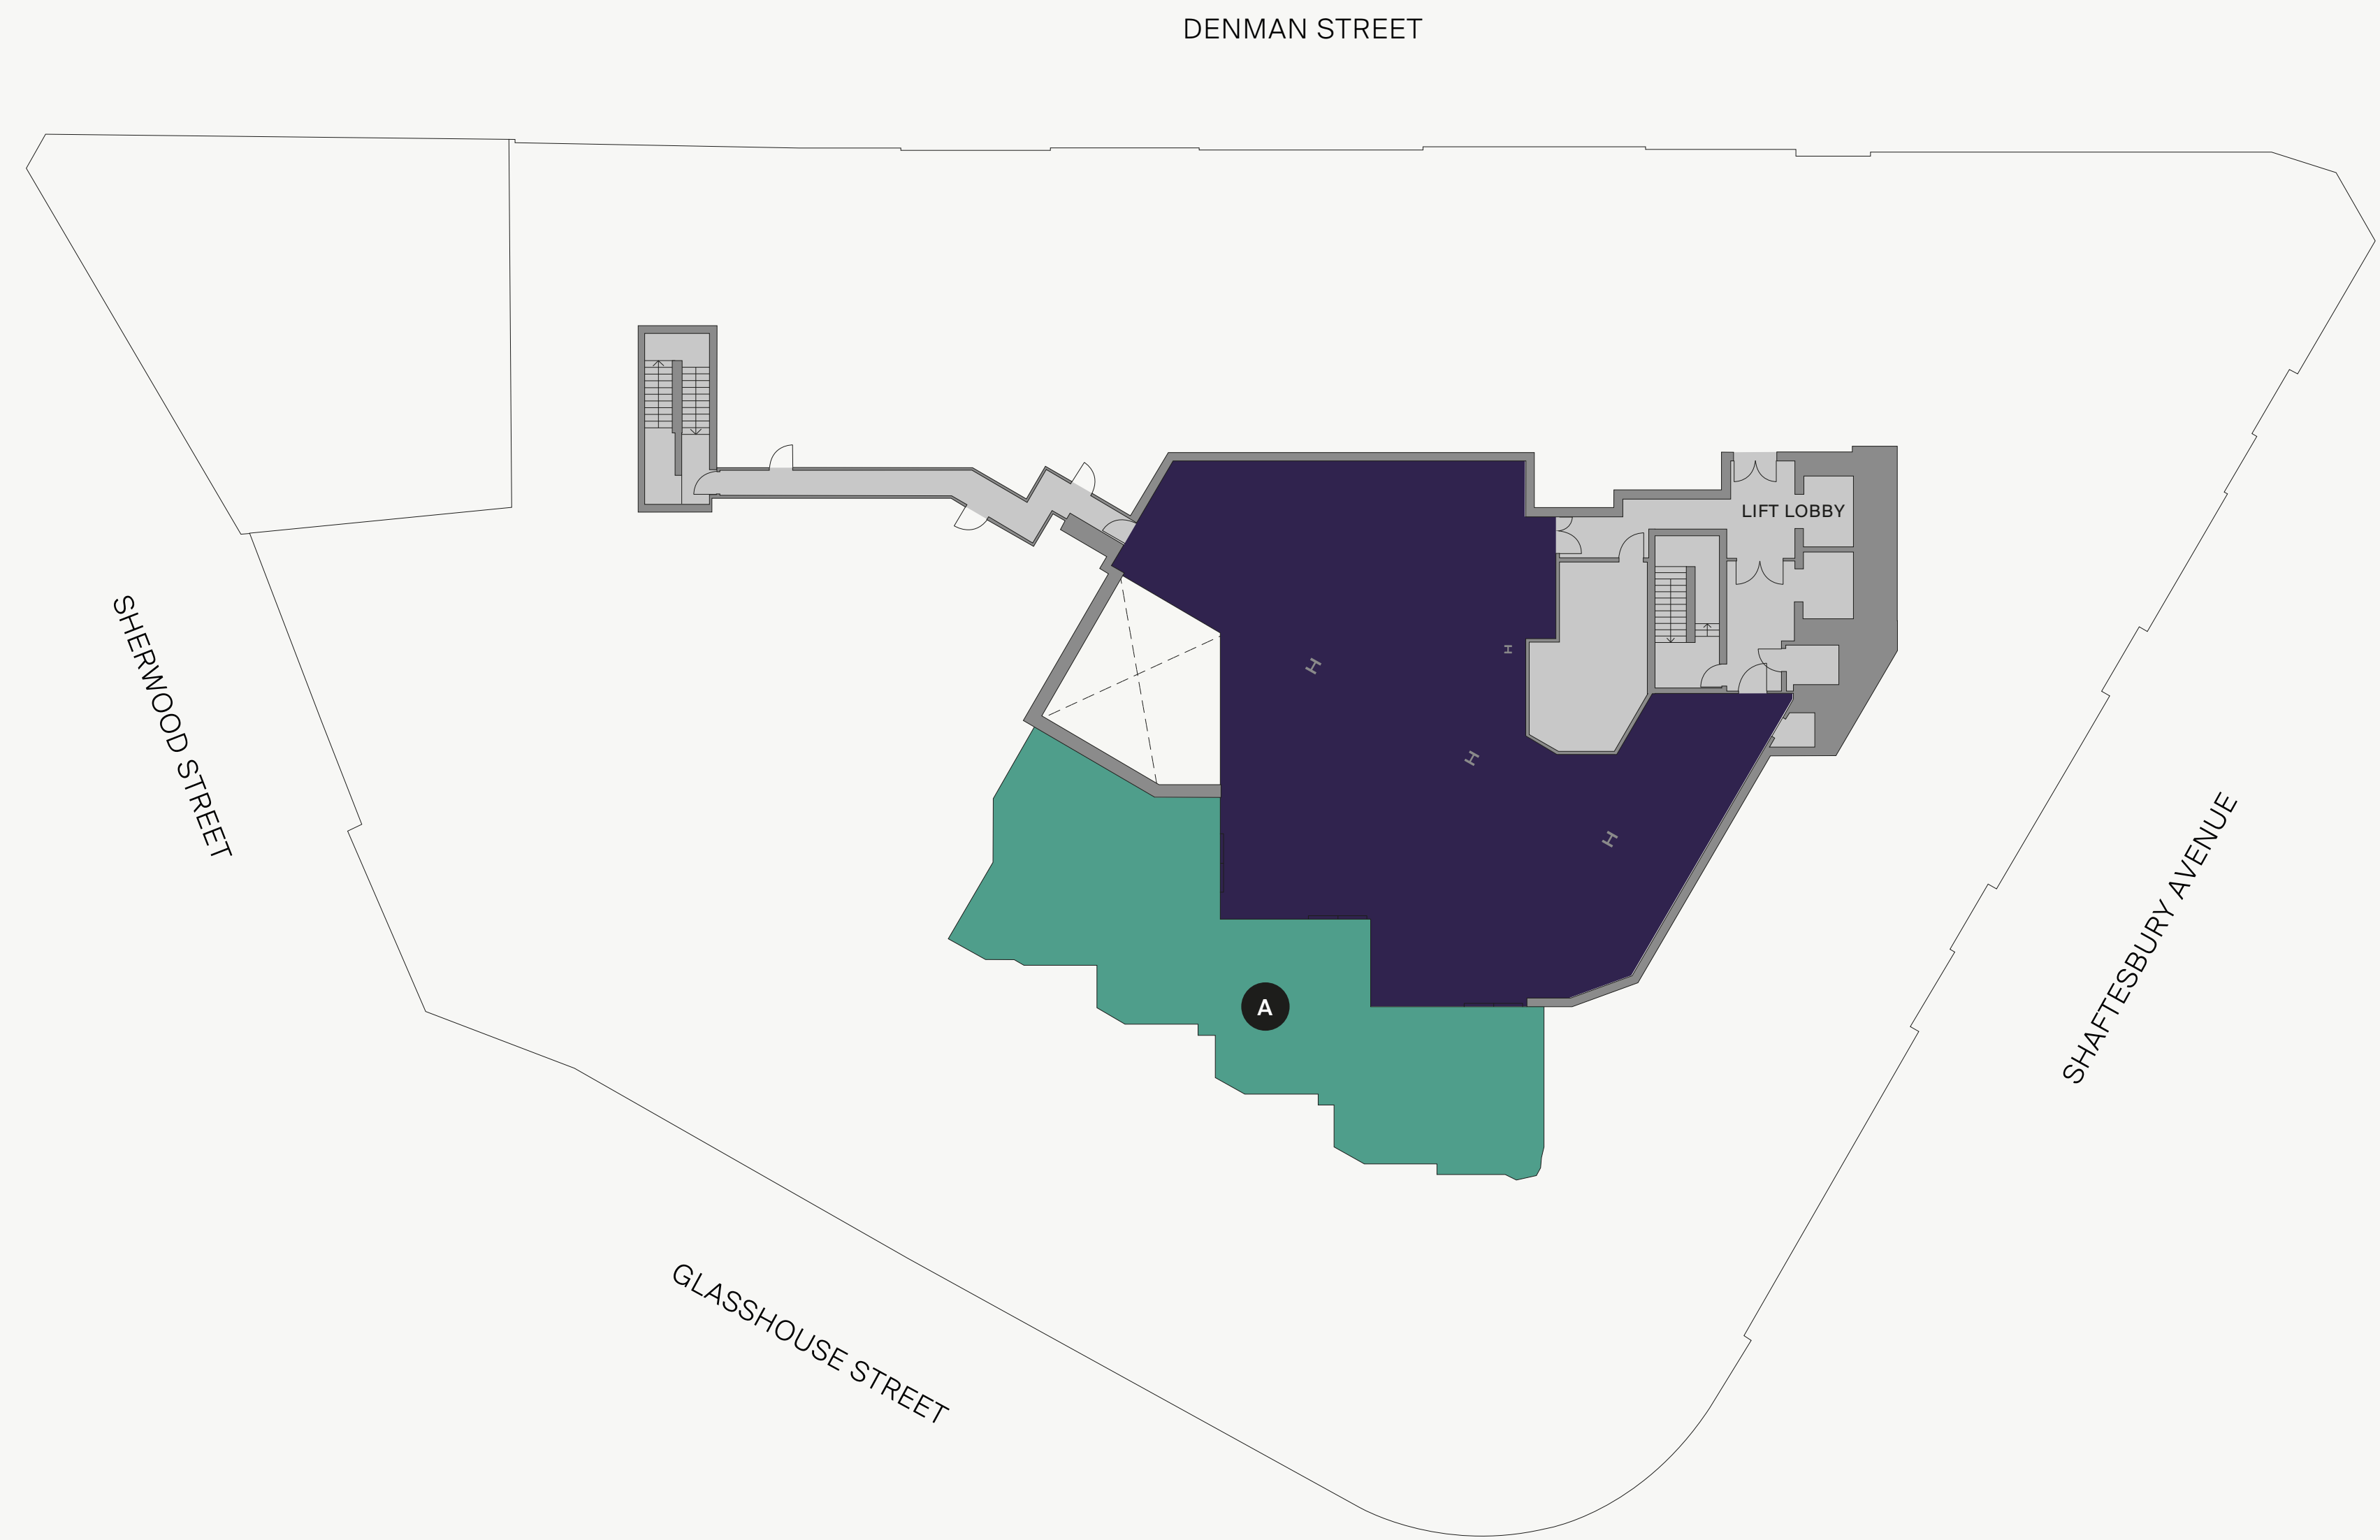 DENMAN STREET
LIFT LOBBY
SHERWOOD STREET
SHAFTESBURY AVENUE
A
GLASSHOUSE STREET